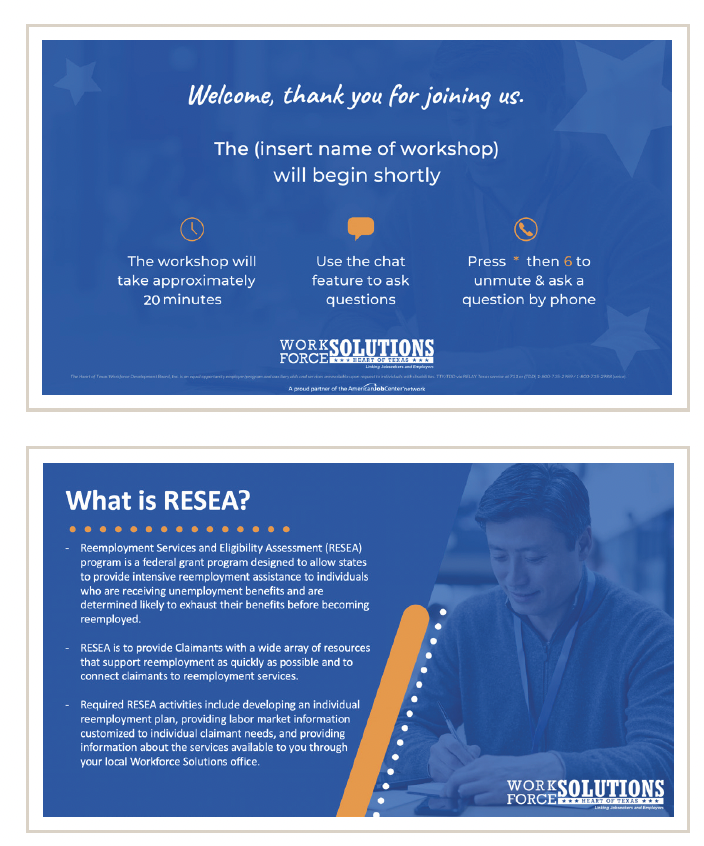 Welcome, thank you for joining us.
The (insert name of workshop)
will begin shortly
The workshop will
take approximately
20 minutes
Use the chat
feature to ask
questions
Press * then 6 to
unmute & ask a
question by phone
WORK
FORCE
SOLUTIONS
HEART OF TEXAS
Linking Jobseekers and Employers
A proud partner of the AmericanJobCenter network
What is RESEA?
- Reemployment Services and Eligibility Assessment (RESEA)
program is a federal grant program designed to allow states
to provide intensive reemployment assistance to individuals
who are receiving unemployment benefits and are
determined likely to exhaust their benefits before becoming
reemployed.
- RESEA is to provide Claimants with a wide array of resources
that support reemployment as quickly as possible and to
connect claimants to reemployment services.
- Required RESEA activities include developing an individual
reemployment plan, providing labor market information
customized to individual claimant needs, and providing
information about the services available to you through
your local Workforce Solutions office.
WORK
FORCE
SOLUTIONS
HEART OF TEXAS
Linking Jobseekers and Employers